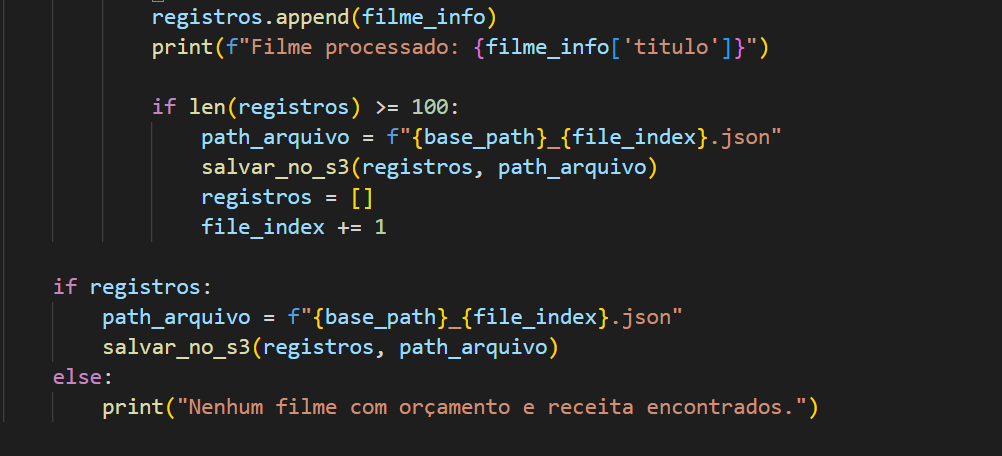 registros.append(filme_info)
print(f"Filme processado: {filme_info['titulo']}")
if len(registros) >= 100:
path_arquivo = f"{base_path}_{file_index}.json"
salvar_no_s3(registros, path_arquivo)
registros = []
file_index += 1
if registros:
path_arquivo = f"{base_path}_{file_index}.json"
salvar_no_s3(registros, path_arquivo)
else:
print("Nenhum filme com orçamento e receita encontrados.")